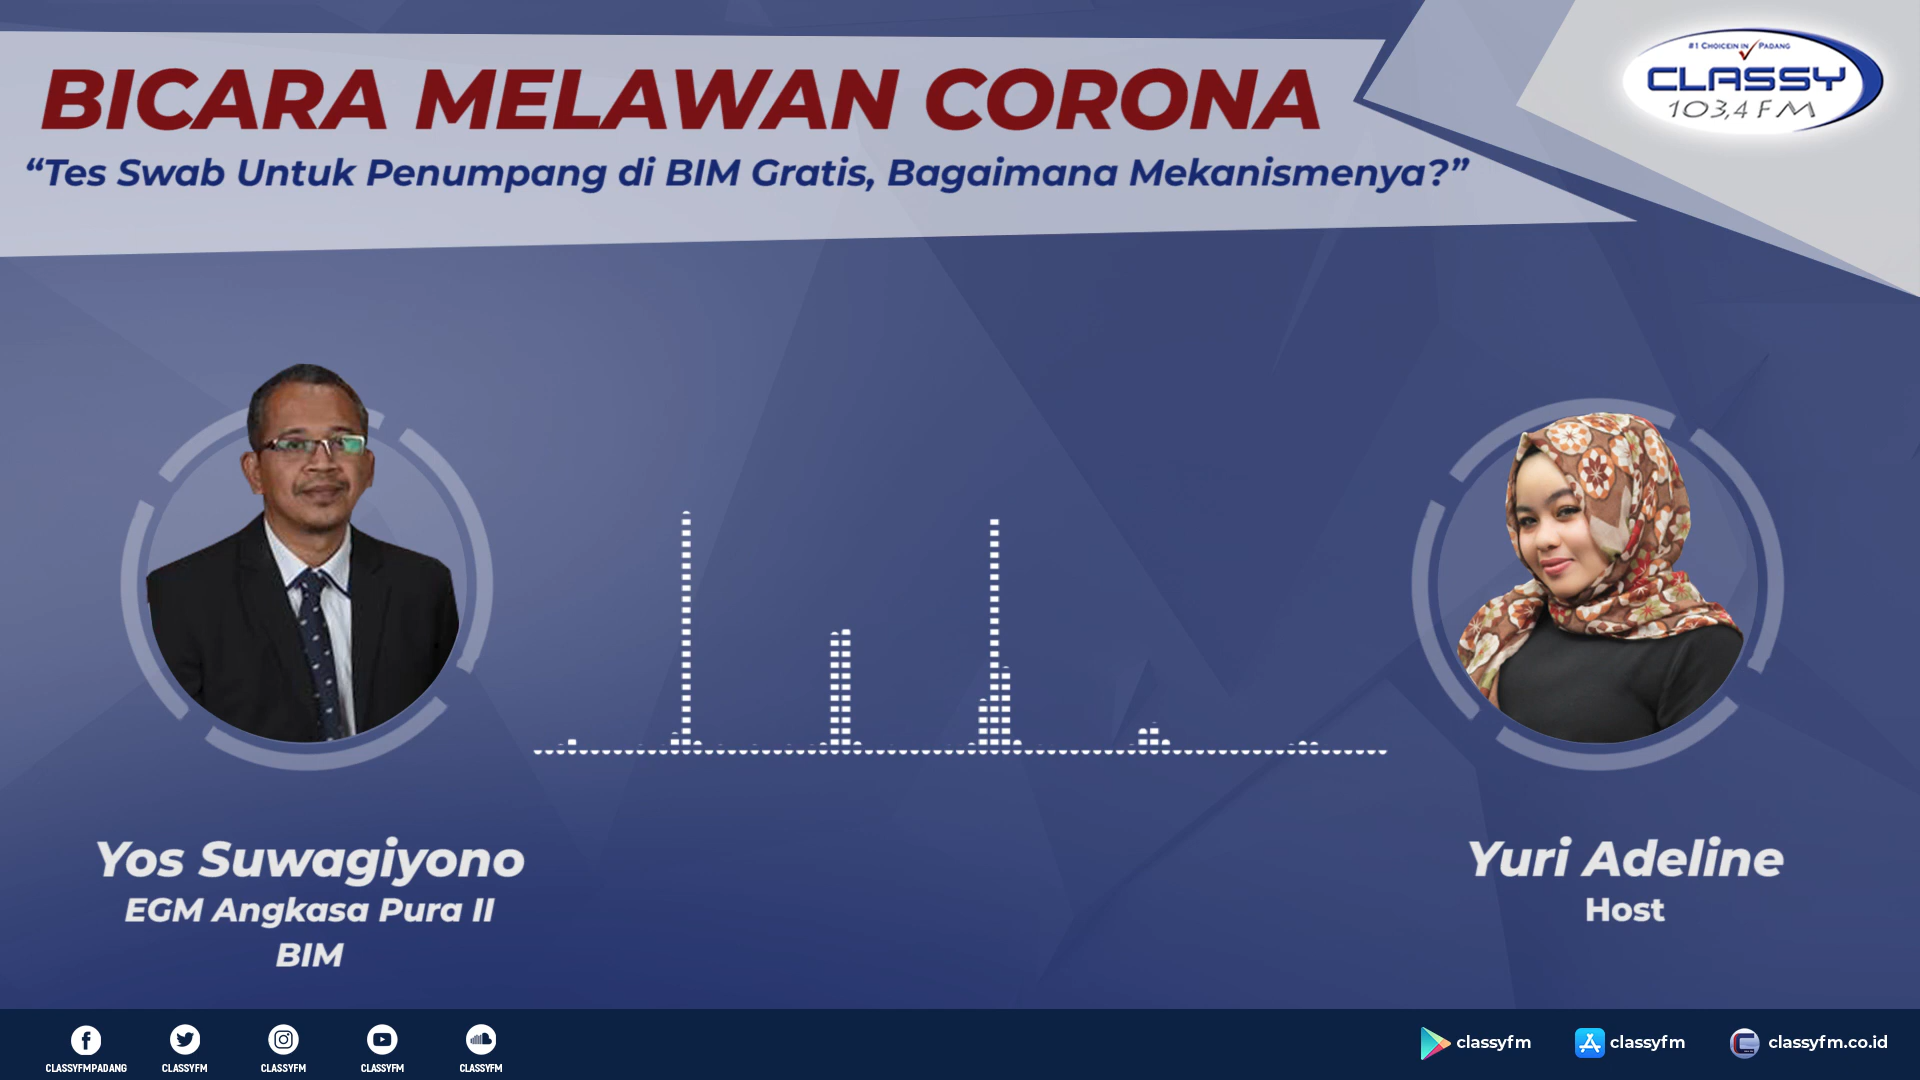 BICARA MELAWAN CORONA
“Tes Swab Untuk Penumpang di BIM Gratis, Bagaimana Mekanismenya?”
#1 CHOICEIN IN PADANG
CLASSY
103,4 FM
Yos Suwagiyono
EGM Angkasa Pura II
BIM
Yuri Adeline
Host
CLASSYFMPADANG
CLASSYFM
CLASSYFM
CLASSYFM
CLASSYFM
classyfm
classyfm
classyfm.co.id